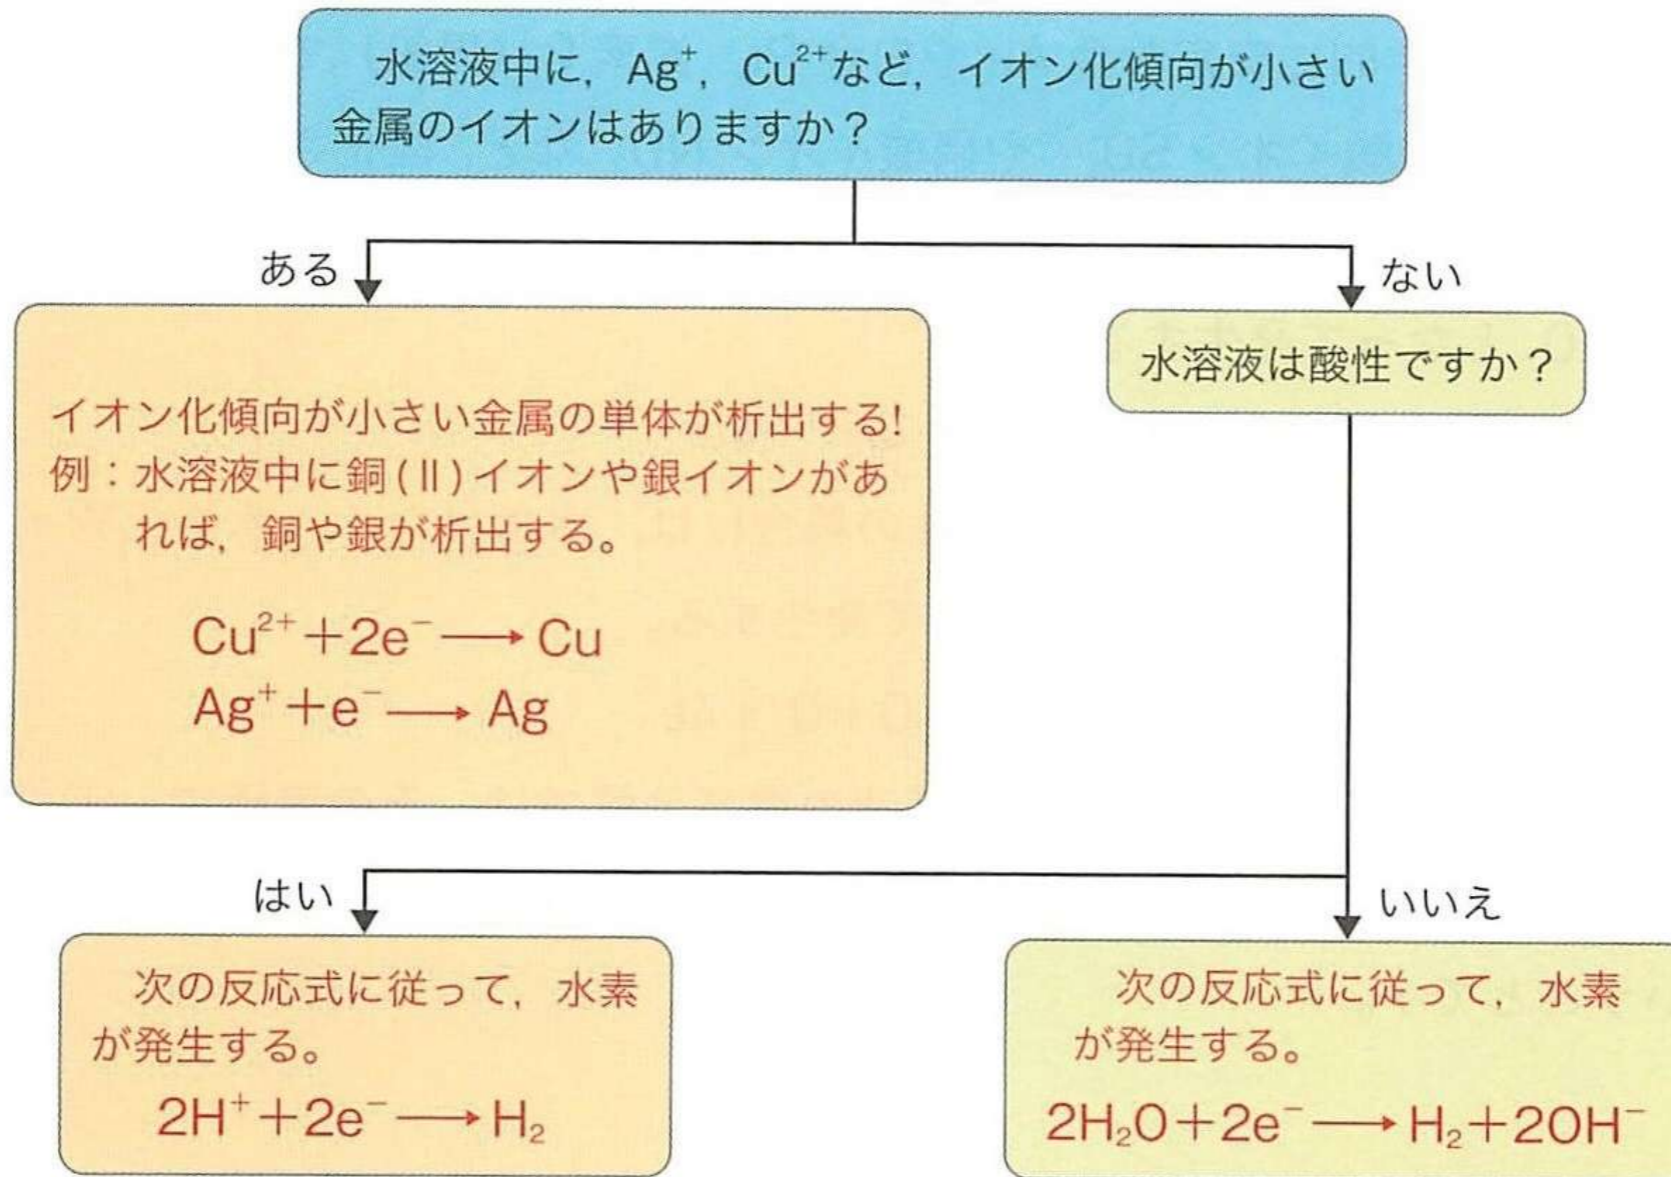 水溶液中に，Ag⁺，Cu²⁺など，イオン化傾向が小さい
金属のイオンはありますか？
ある
ない
イオン化傾向が小さい金属の単体が析出する!
例：水溶液中に銅(Ⅱ)イオンや銀イオンがあ
れば，銅や銀が析出する。
Cu²⁺＋2e⁻⟶Cu
Ag⁺＋e⁻⟶Ag
水溶液は酸性ですか？
はい
いいえ
次の反応式に従って，水素
が発生する。
2H⁺＋2e⁻⟶H₂
次の反応式に従って，水素
が発生する。
2H₂O＋2e⁻⟶H₂＋2OH⁻